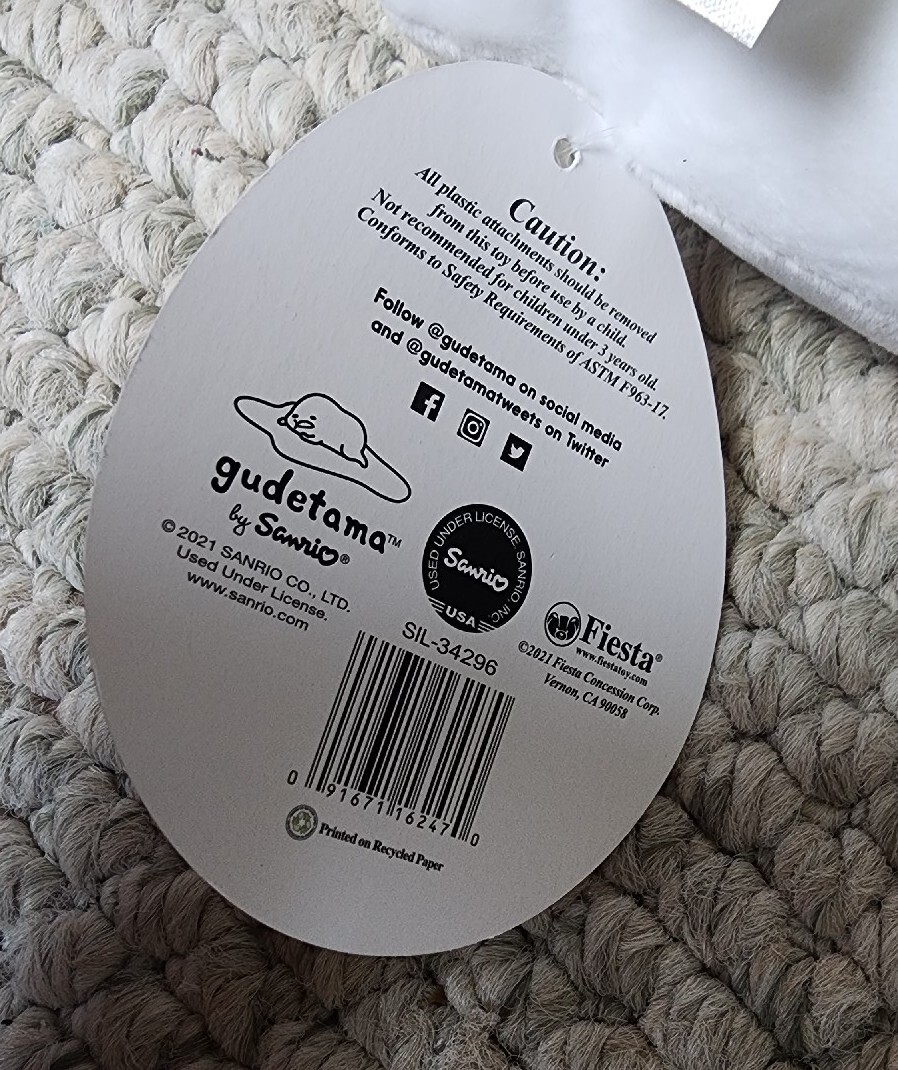 Caution:
All plastic attachments should be removed
from this toy before use by a child.
Not recommended for children under 3 years old.
Conforms to Safety Requirements of ASTM F963-17.
Follow @gudetama on social media
and @gudetamatweets on Twitter
gudetama™
by Sanrio®
© 2021 SANRIO CO., LTD.
Used Under License.
www.sanrio.com
USED UNDER LICENSE SANRIO, INC.
Sanrio
USA
Fiesta®
www.fiestatoy.com
©2021 Fiesta Concession Corp.
Vernon, CA 90058
SIL-34296
0 91671 16247 0
Printed on Recycled Paper